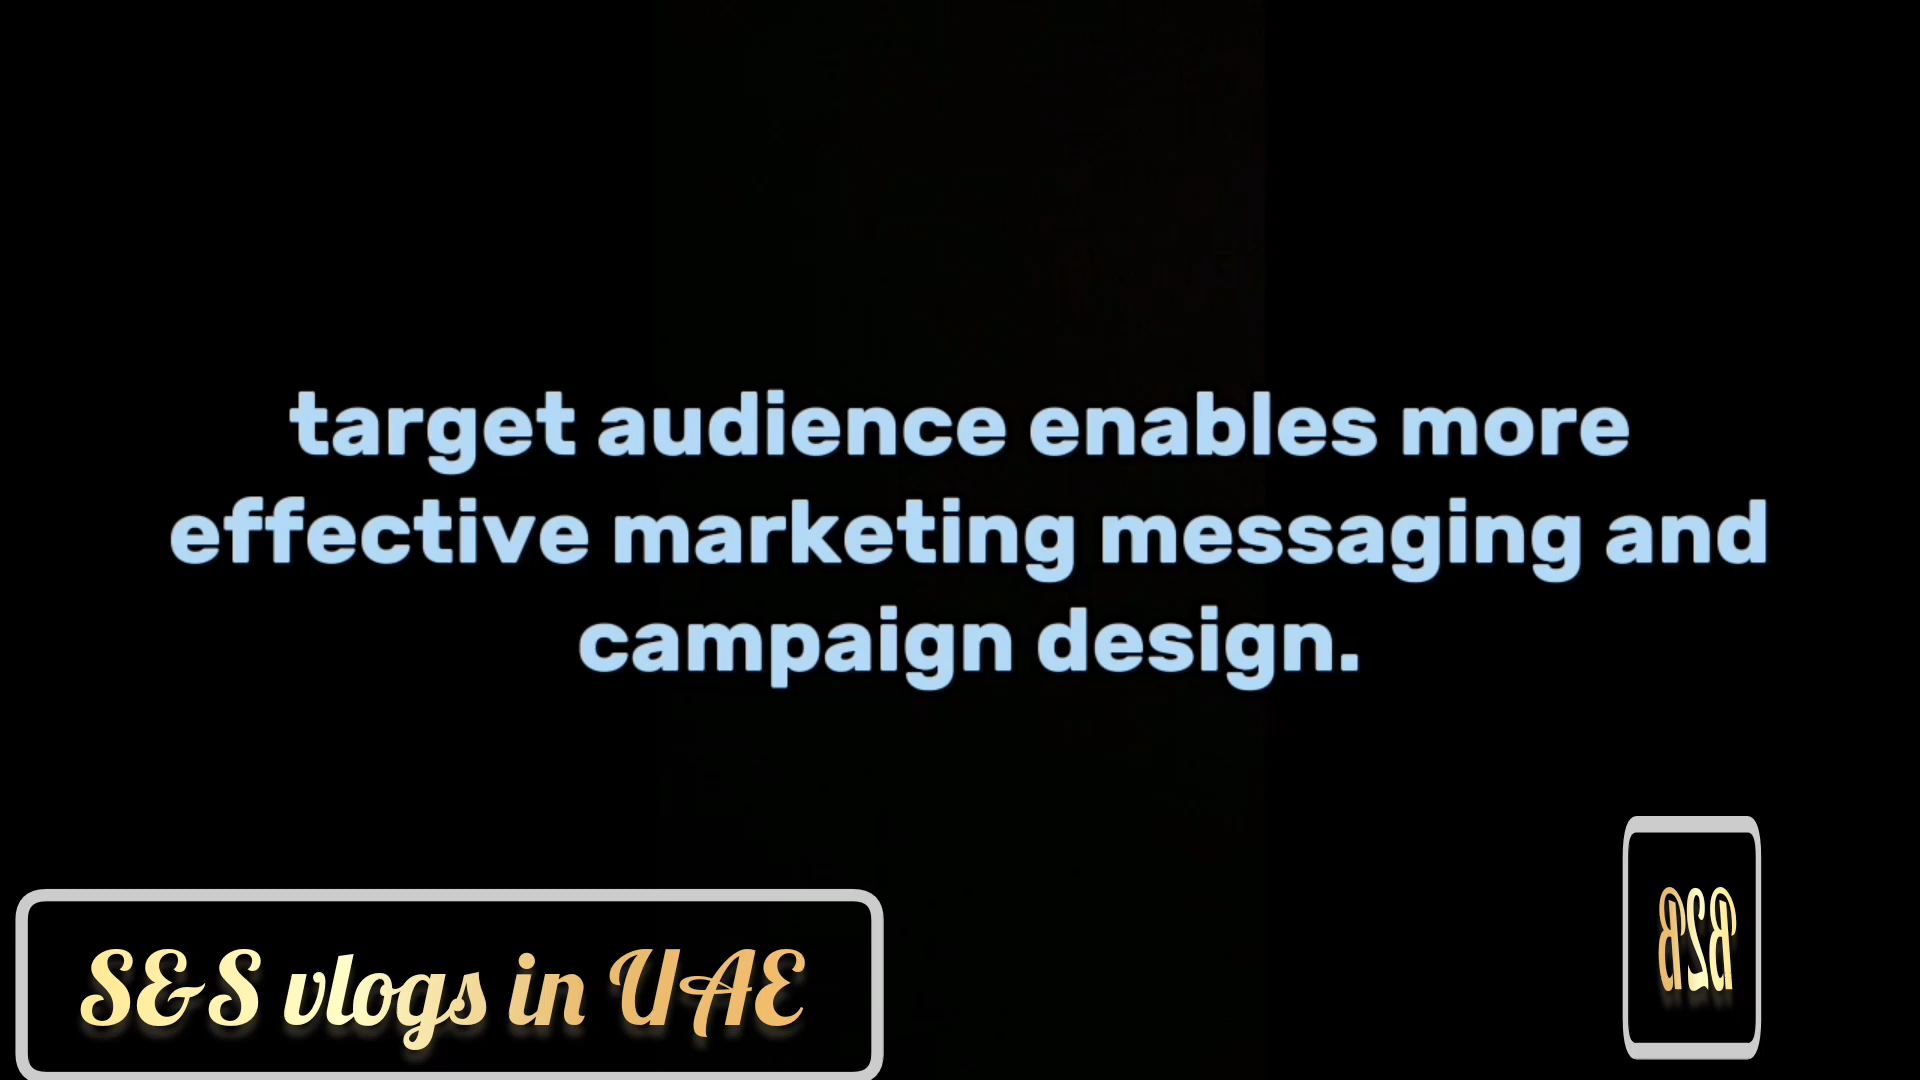 target audience enables more
effective marketing messaging and
campaign design.
S&S vlogs in UAE
B2B